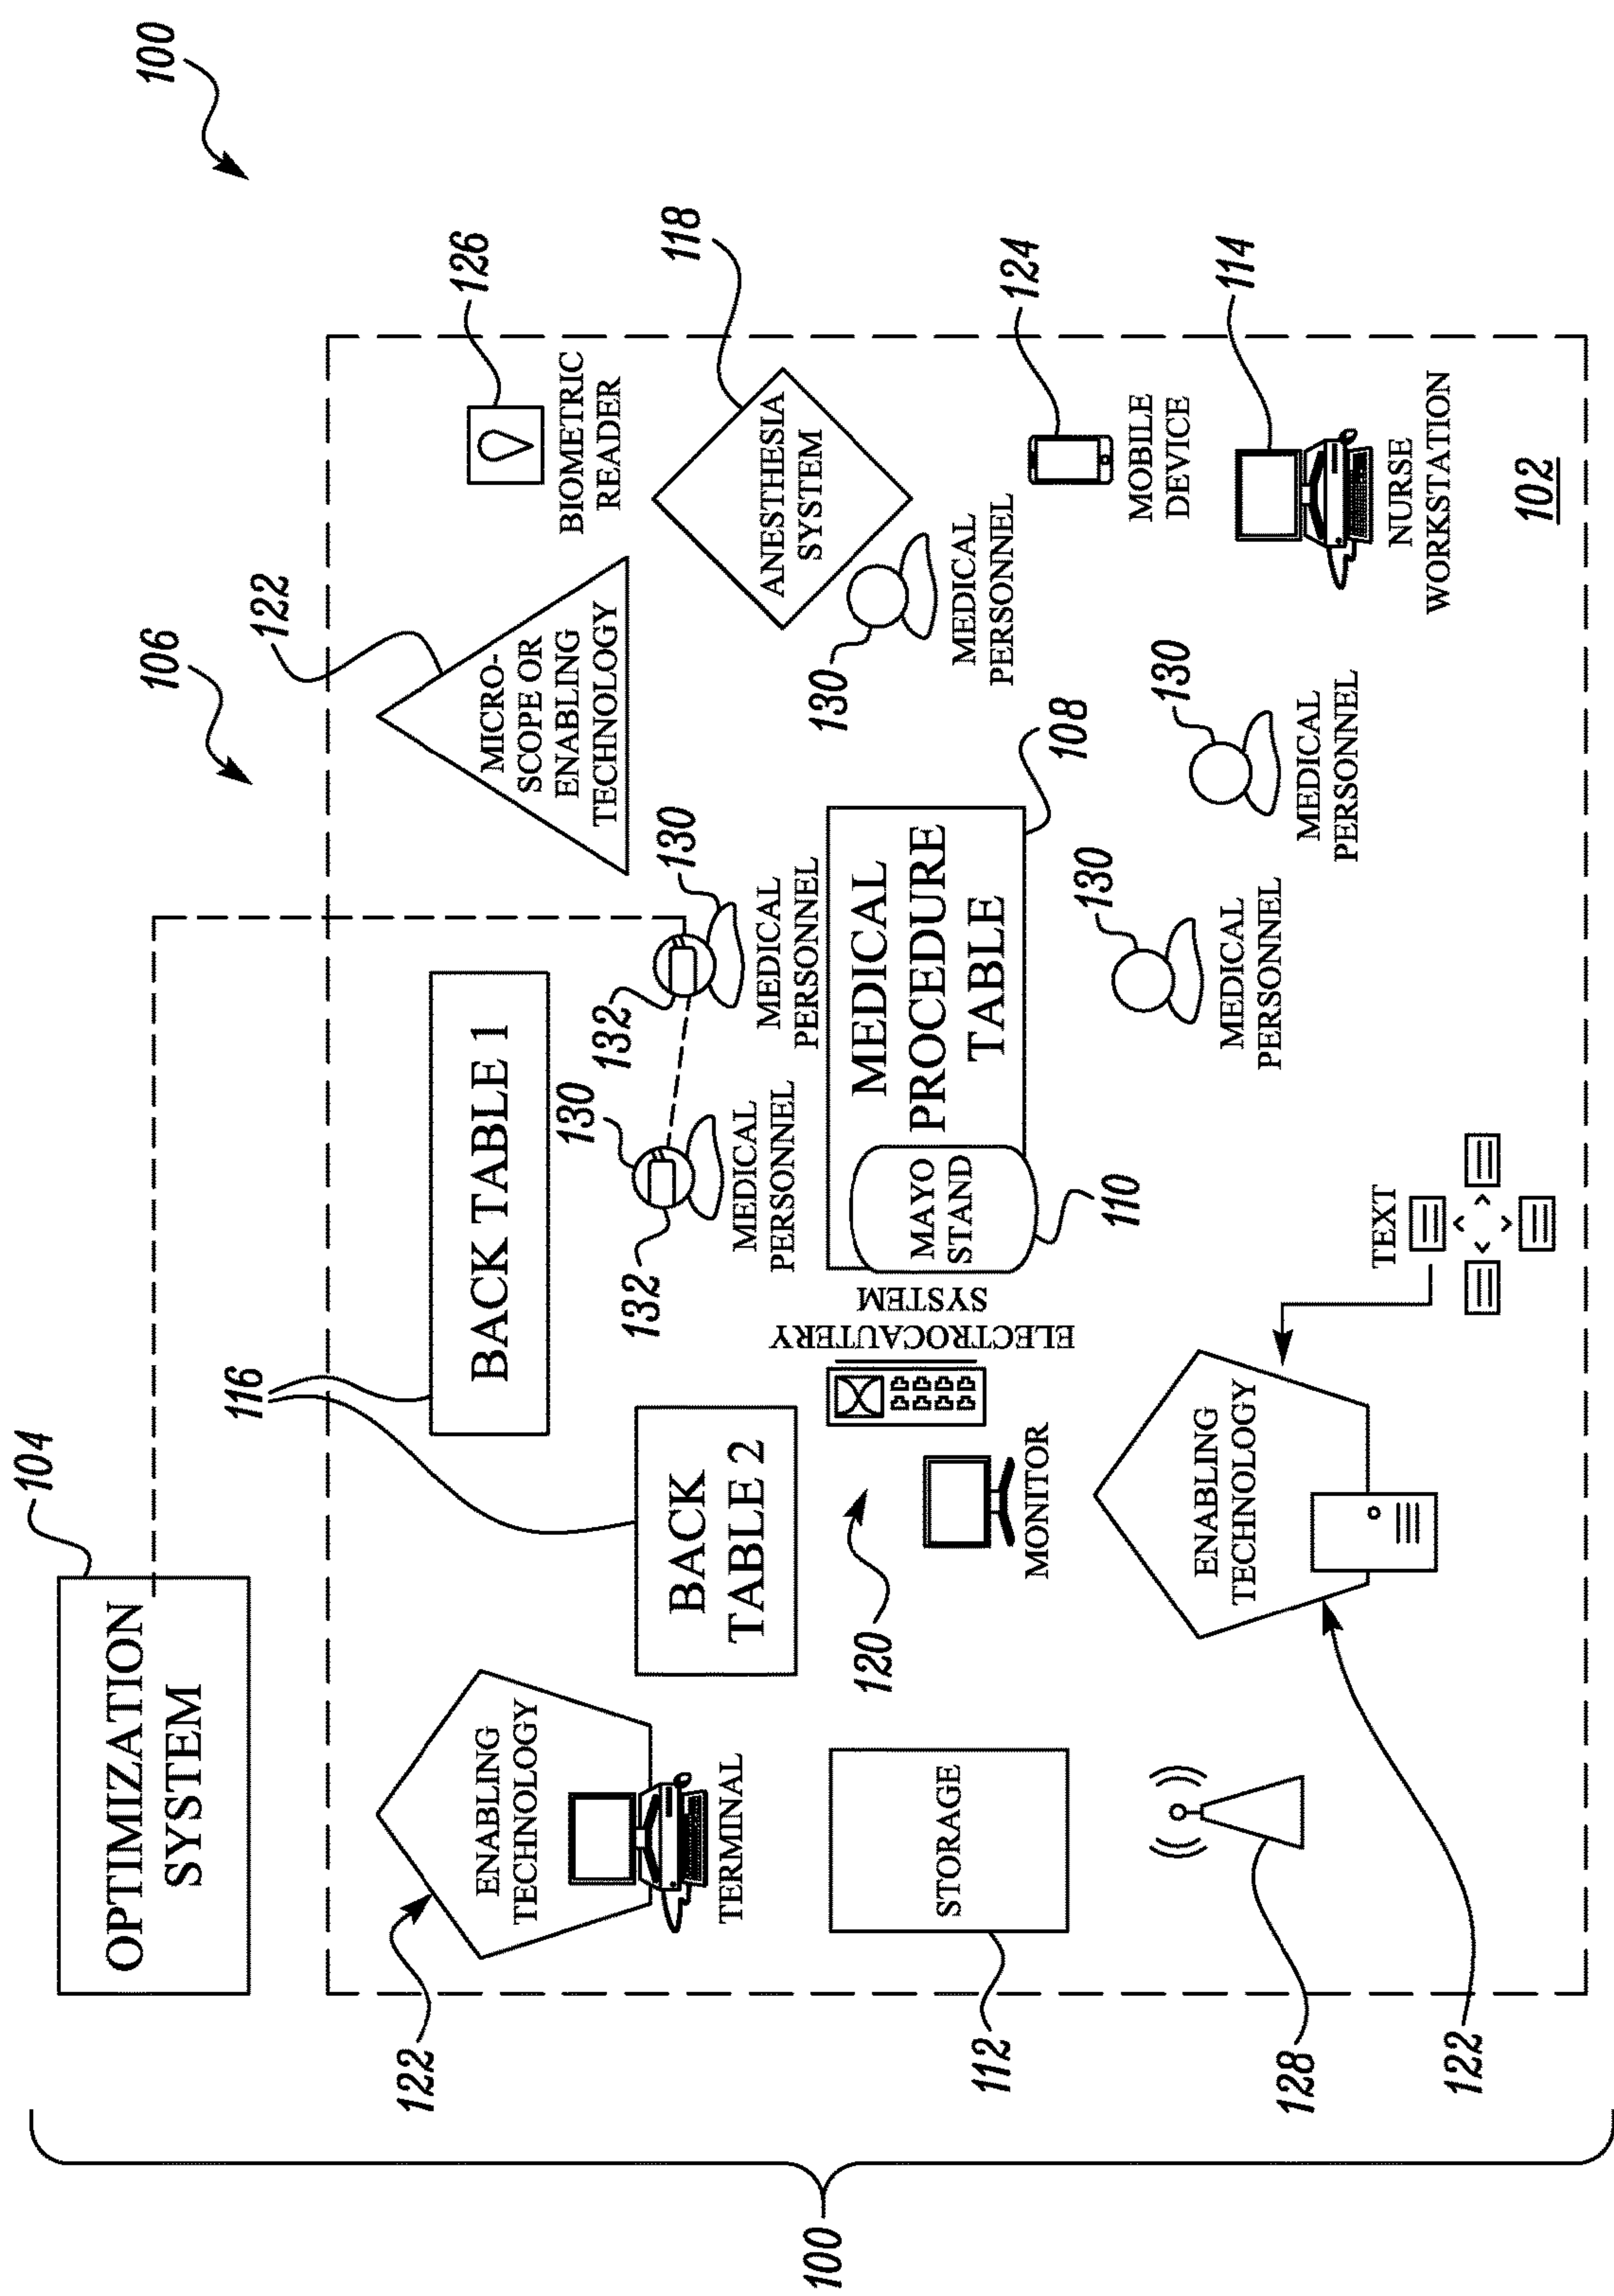 100
104
OPTIMIZATION
SYSTEM
106
122
116
BACK TABLE 1
MICRO-
SCOPE OR
ENABLING
TECHNOLOGY
126
BIOMETRIC
READER
122
ENABLING
TECHNOLOGY
TERMINAL
BACK
TABLE 2
130
132
132
130
MEDICAL
PERSONNEL
MEDICAL
PERSONNEL
118
ANESTHESIA
SYSTEM
130
MEDICAL
PERSONNEL
ELECTROCAUTERY
SYSTEM
MAYO
STAND
110
MEDICAL
PROCEDURE
TABLE
108
124
MOBILE
DEVICE
112
STORAGE
120
MONITOR
130
MEDICAL
PERSONNEL
130
MEDICAL
PERSONNEL
114
NURSE
WORKSTATION
128
122
ENABLING
TECHNOLOGY
TEXT
102
100